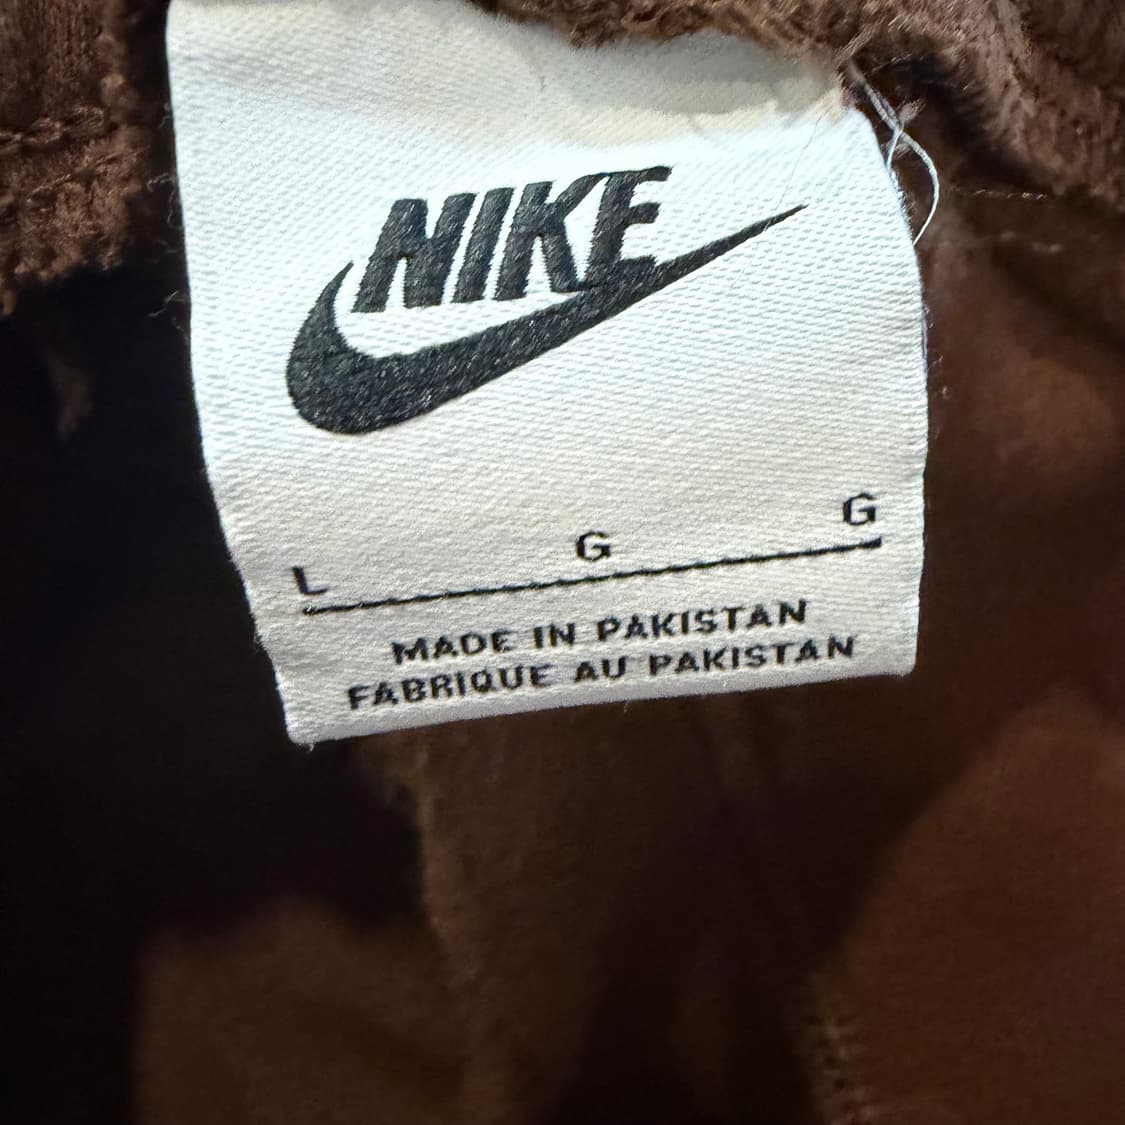 NIKE
L G G
MADE IN PAKISTAN
FABRIQUE AU PAKISTAN